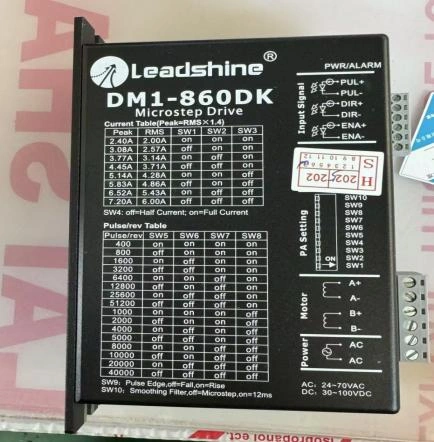 Leadshine®
DM1-860DK
Microstep Drive
Current Table(Peak=RMS×1.4)
Peak RMS SW1 SW2 SW3
2.40A 2.00A on on on
3.08A 2.57A off on on
3.77A 3.14A on off on
4.45A 3.71A off off on
5.14A 4.28A on on off
5.83A 4.86A off on off
6.52A 5.43A on off off
7.20A 6.00A off off off
SW4: off=Half Current; on=Full Current
Pulse/rev Table
Pulse/rev SW5 SW6 SW7 SW8
400 on on on on
800 off on on on
1600 on off on on
3200 off off on on
6400 on on off on
12800 off on off on
25600 on off off on
51200 off off off on
1000 on on on off
2000 off on on off
4000 on off on off
5000 off off on off
8000 on on off off
10000 off on off off
20000 on off off off
40000 off off off off
SW9: Pulse Edge,off=Fall,on=Rise
SW10: Smoothing Filter,off=Microstep,on=12ms
PWR/ALARM
Input Signal
PUL+
PUL-
DIR+
DIR-
ENA+
ENA-
PA Setting
SW10
SW9
SW8
SW7
SW6
SW5
SW4
SW3
SW2
SW1
ON
Motor
A+
A-
B+
B-
Power
AC
AC
AC: 24-70VAC
DC: 30-100VDC
Isopropanol ect.